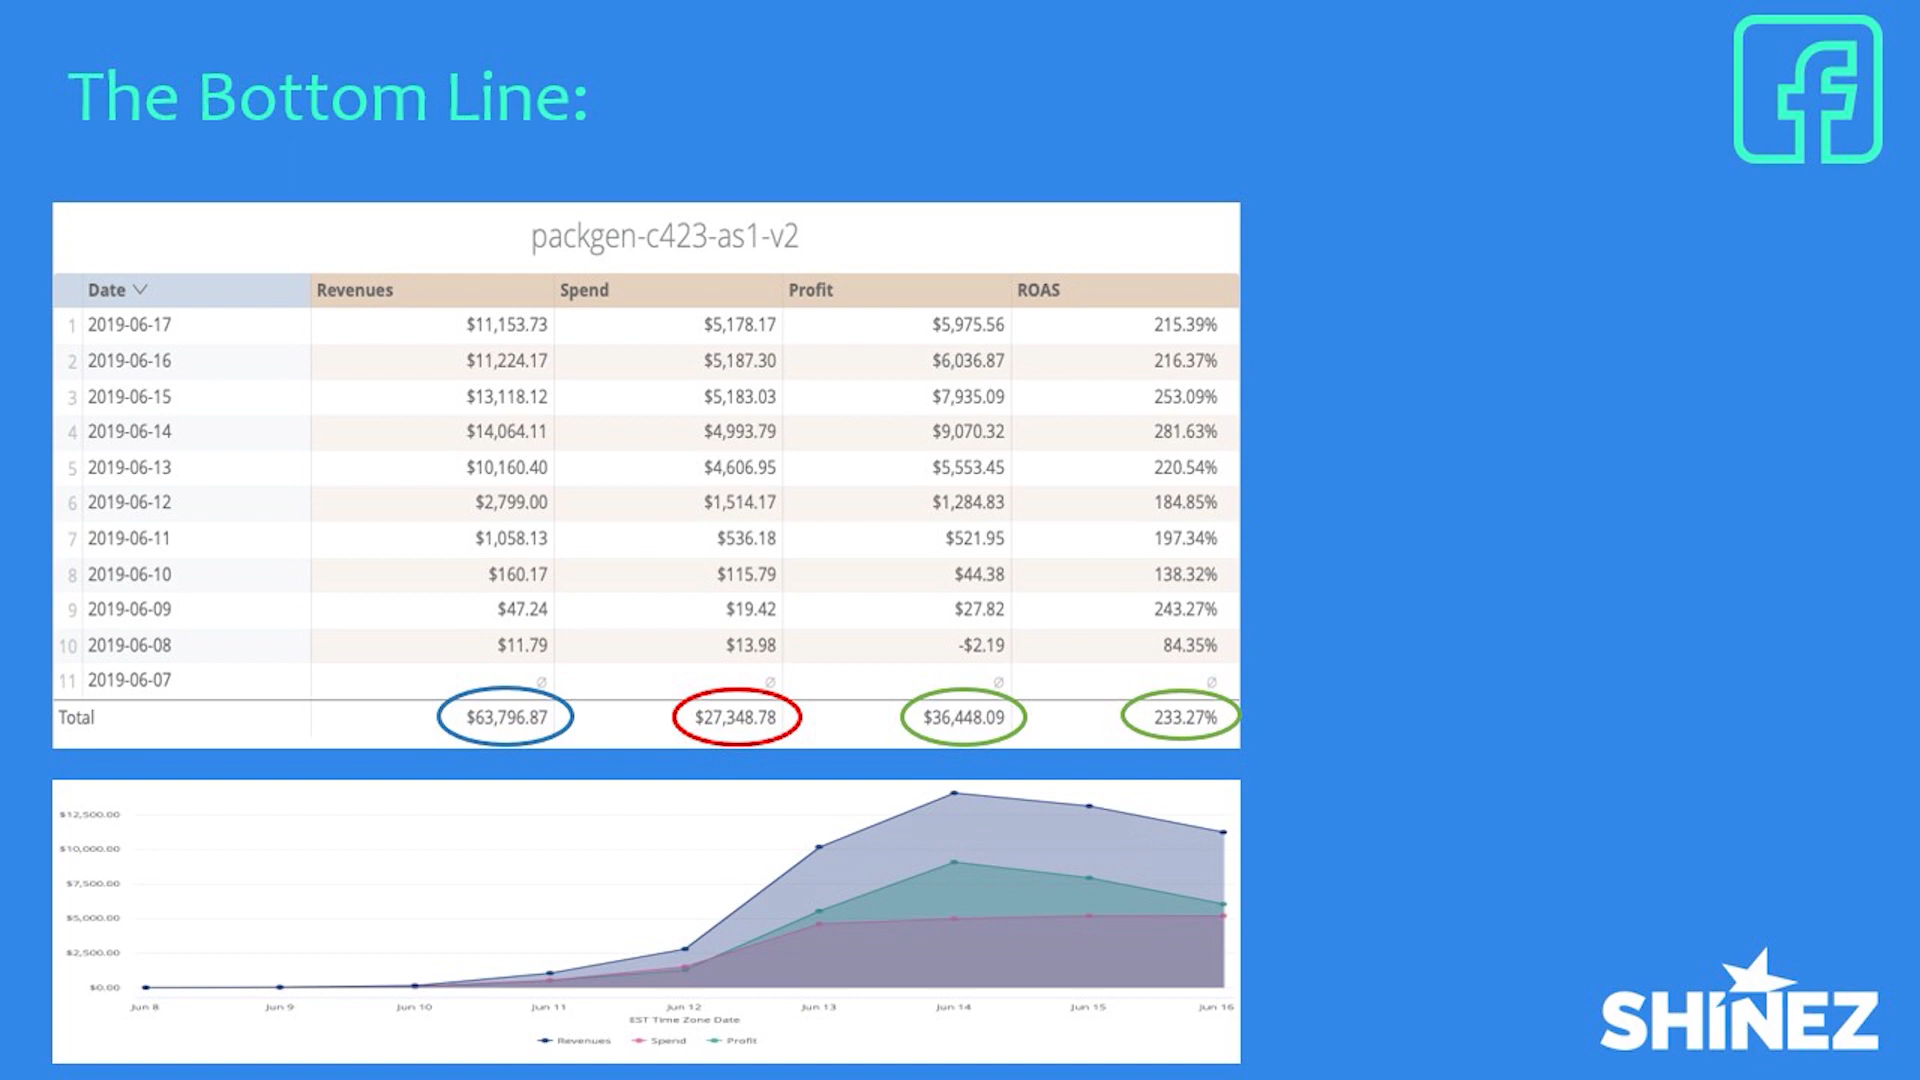 The Bottom Line:
packgen-c423-as1-v2
Date Revenues Spend Profit ROAS
1 2019-06-17 $11,153.73 $5,178.17 $5,975.56 215.39%
2 2019-06-16 $11,224.17 $5,187.30 $6,036.87 216.37%
3 2019-06-15 $13,118.12 $5,183.03 $7,935.09 253.09%
4 2019-06-14 $14,064.11 $4,993.79 $9,070.32 281.63%
5 2019-06-13 $10,160.40 $4,606.95 $5,553.45 220.54%
6 2019-06-12 $2,799.00 $1,514.17 $1,284.83 184.85%
7 2019-06-11 $1,058.13 $536.18 $521.95 197.34%
8 2019-06-10 $160.17 $115.79 $44.38 138.32%
9 2019-06-09 $47.24 $19.42 $27.82 243.27%
10 2019-06-08 $11.79 $13.98 -$2.19 84.35%
11 2019-06-07 ∅ ∅ ∅ ∅
Total $63,796.87 $27,348.78 $36,448.09 233.27%
$12,500.00
$10,000.00
$7,500.00
$5,000.00
$2,500.00
$0.00
Jun 8 Jun 9 Jun 10 Jun 11 Jun 12 Jun 13 Jun 14 Jun 15 Jun 16
EST Time Zone Date
Revenues Spend Profit
SHINEZ